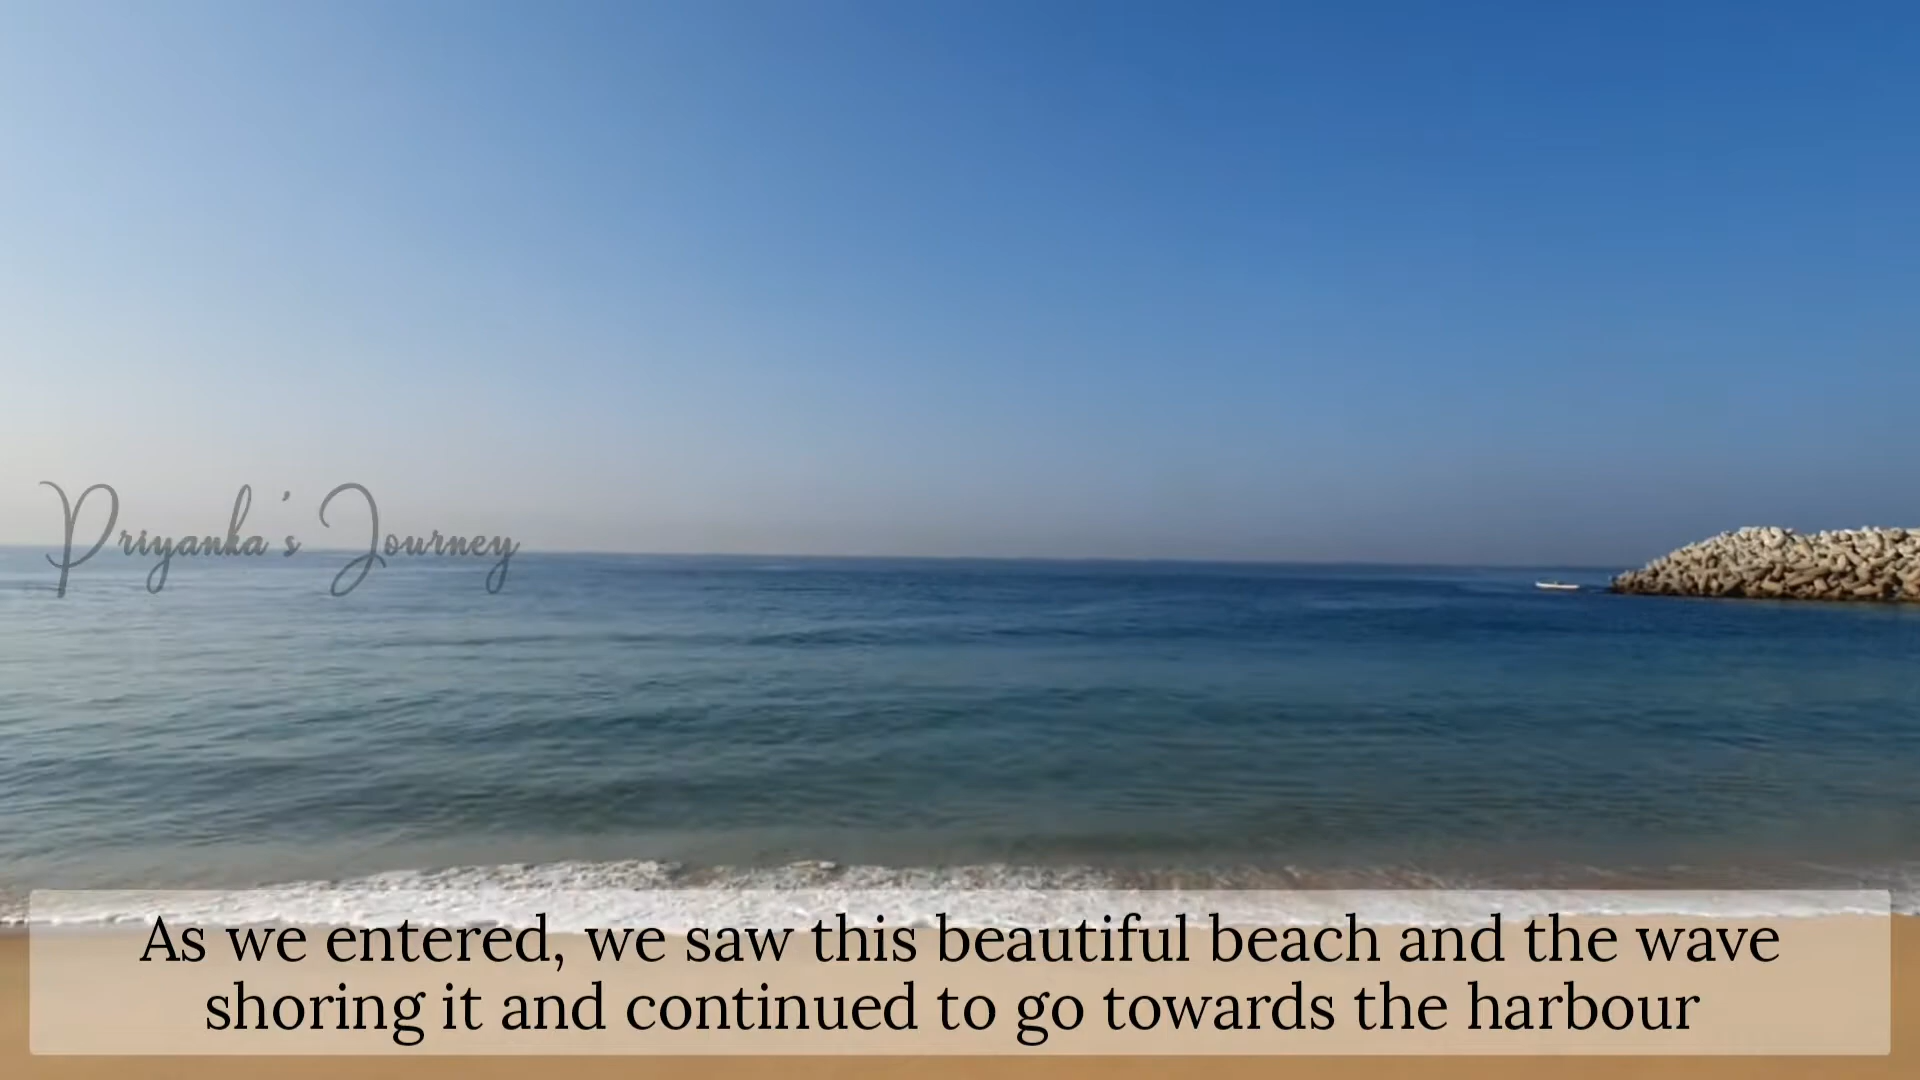 Priyanka's Journey
As we entered, we saw this beautiful beach and the wave
shoring it and continued to go towards the harbour